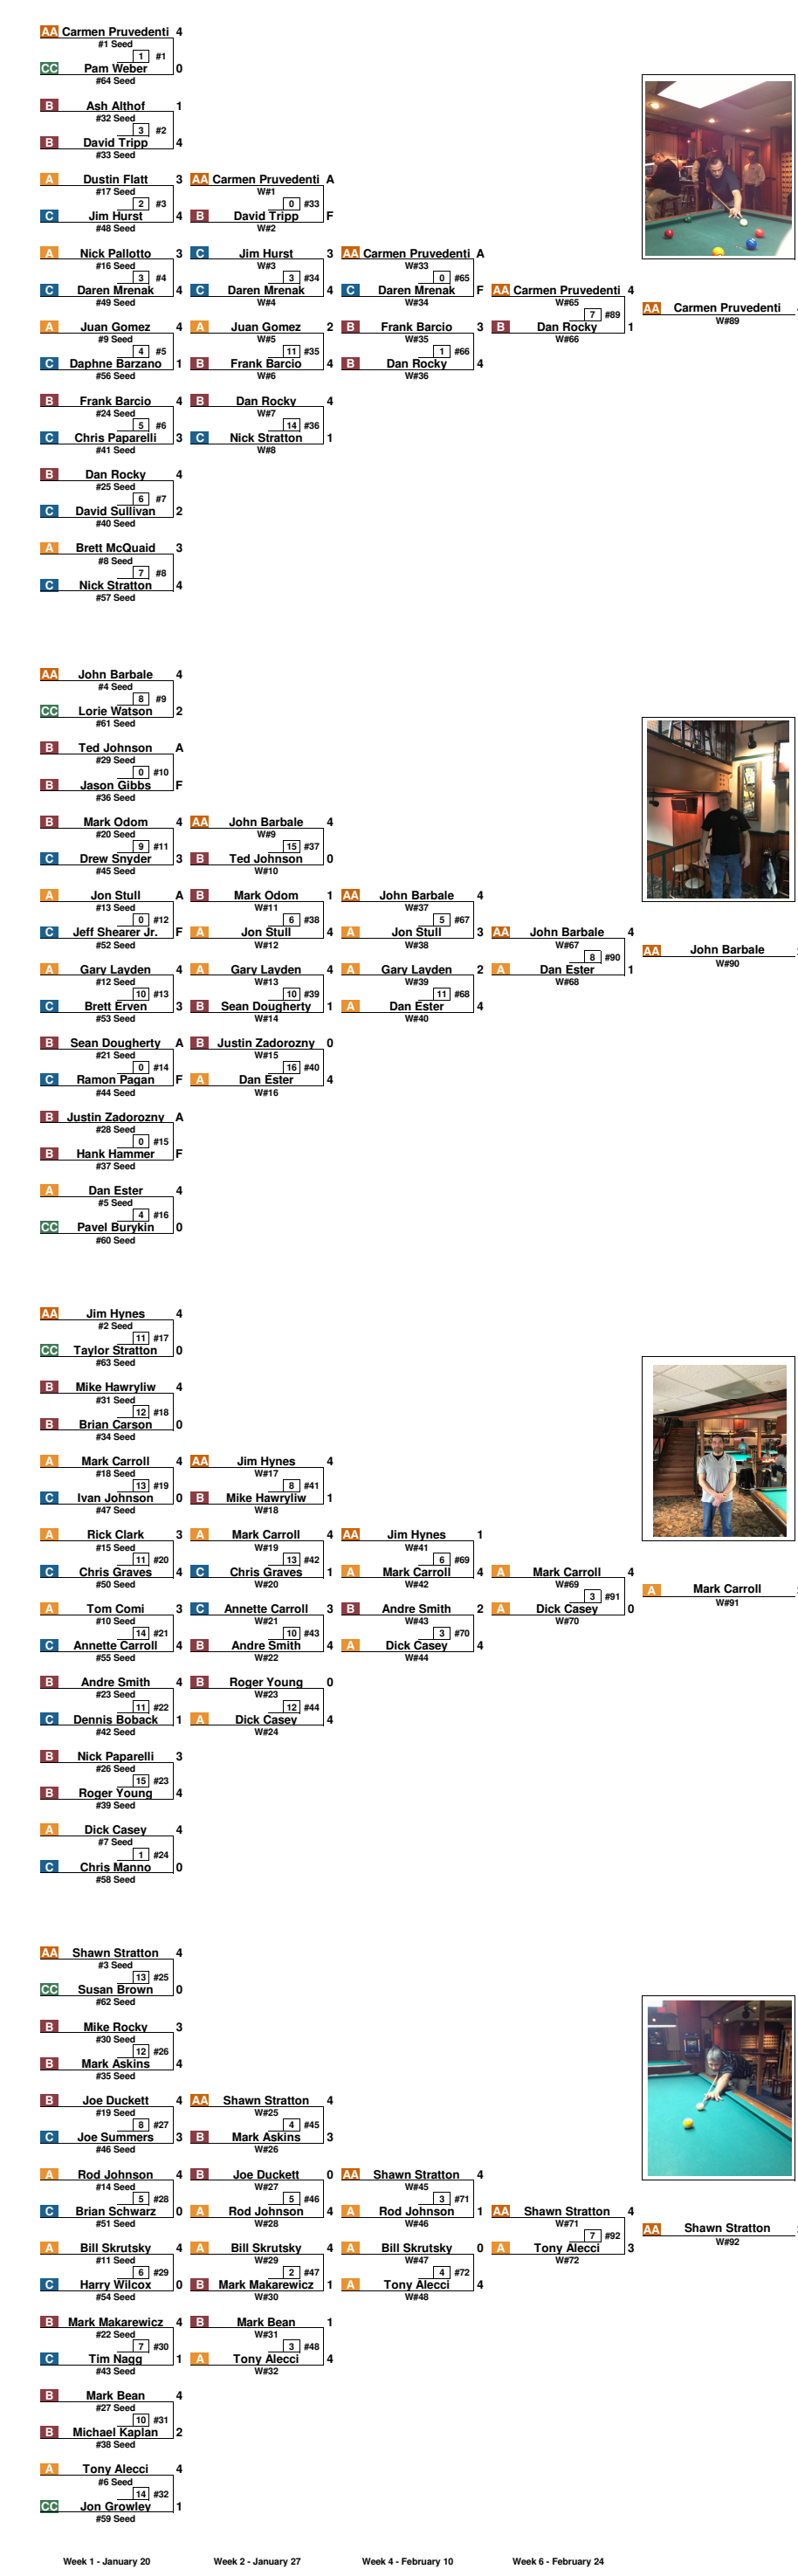 AA Carmen Pruvedenti 4
#1 Seed
1 #1
CC Pam Weber 0
#64 Seed
B Ash Althof 1
#32 Seed
3 #2
B David Tripp 4
#33 Seed
A Dustin Flatt 3 AA Carmen Pruvedenti A
#17 Seed W#1
2 #3 0 #33
C Jim Hurst 4 B David Tripp F
#48 Seed W#2
A Nick Pallotto 3 C Jim Hurst 3 AA Carmen Pruvedenti A
#16 Seed W#3 W#33
3 #4 3 #34 0 #65
C Daren Mrenak 4 C Daren Mrenak 4 C Daren Mrenak F AA Carmen Pruvedenti 4
#49 Seed W#4 W#34 W#65
7 #89 AA Carmen Pruvedenti
W#89
A Juan Gomez 4 A Juan Gomez 2 B Frank Barcio 3 B Dan Rocky 1
#9 Seed W#5 W#35 W#66
4 #5 11 #35 1 #66
C Daphne Barzano 1 B Frank Barcio 4 B Dan Rocky 4
#56 Seed W#6 W#36
B Frank Barcio 4 B Dan Rocky 4
#24 Seed W#7
5 #6 14 #36
C Chris Paparelli 3 C Nick Stratton 1
#41 Seed W#8
B Dan Rocky 4
#25 Seed
6 #7
C David Sullivan 2
#40 Seed
A Brett McQuaid 3
#8 Seed
7 #8
C Nick Stratton 4
#57 Seed
AA John Barbale 4
#4 Seed
8 #9
CC Lorie Watson 2
#61 Seed
B Ted Johnson A
#29 Seed
0 #10
B Jason Gibbs F
#36 Seed
B Mark Odom 4 AA John Barbale 4
#20 Seed W#9
9 #11 15 #37
C Drew Snyder 3 B Ted Johnson 0
#45 Seed W#10
A Jon Stull A B Mark Odom 1 AA John Barbale 4
#13 Seed W#11 W#37
0 #12 6 #38 5 #67
C Jeff Shearer Jr. F A Jon Stull 4 A Jon Stull 3 AA John Barbale 4
#52 Seed W#12 W#38 W#67
8 #90 AA John Barbale
W#90
A Gary Layden 4 A Gary Layden 4 A Gary Layden 2 A Dan Ester 1
#12 Seed W#13 W#39 W#68
10 #13 10 #39 11 #68
C Brett Erven 3 B Sean Dougherty 1 A Dan Ester 4
#53 Seed W#14 W#40
B Sean Dougherty A B Justin Zadorozny 0
#21 Seed W#15
0 #14 16 #40
C Ramon Pagan F A Dan Ester 4
#44 Seed W#16
B Justin Zadorozny A
#28 Seed
0 #15
B Hank Hammer F
#37 Seed
A Dan Ester 4
#5 Seed
4 #16
CC Pavel Burykin 0
#60 Seed
AA Jim Hynes 4
#2 Seed
11 #17
CC Taylor Stratton 0
#63 Seed
B Mike Hawryliw 4
#31 Seed
12 #18
B Brian Carson 0
#34 Seed
A Mark Carroll 4 AA Jim Hynes 4
#18 Seed W#17
13 #19 8 #41
C Ivan Johnson 0 B Mike Hawryliw 1
#47 Seed W#18
A Rick Clark 3 A Mark Carroll 4 AA Jim Hynes 1
#15 Seed W#19 W#41
11 #20 13 #42 6 #69
C Chris Graves 4 C Chris Graves 1 A Mark Carroll 4 A Mark Carroll 4
#50 Seed W#20 W#42 W#69
3 #91 A Mark Carroll
W#91
A Tom Comi 3 C Annette Carroll 3 B Andre Smith 2 A Dick Casey 0
#10 Seed W#21 W#43 W#70
14 #21 10 #43 3 #70
C Annette Carroll 4 B Andre Smith 4 A Dick Casey 4
#55 Seed W#22 W#44
B Andre Smith 4 B Roger Young 0
#23 Seed W#23
11 #22 12 #44
C Dennis Boback 1 A Dick Casey 4
#42 Seed W#24
B Nick Paparelli 3
#26 Seed
15 #23
B Roger Young 4
#39 Seed
A Dick Casey 4
#7 Seed
1 #24
C Chris Manno 0
#58 Seed
AA Shawn Stratton 4
#3 Seed
13 #25
CC Susan Brown 0
#62 Seed
B Mike Rocky 3
#30 Seed
12 #26
B Mark Askins 4
#35 Seed
B Joe Duckett 4 AA Shawn Stratton 4
#19 Seed W#25
8 #27 4 #45
C Joe Summers 3 B Mark Askins 3
#46 Seed W#26
A Rod Johnson 4 B Joe Duckett 0 AA Shawn Stratton 4
#14 Seed W#27 W#45
5 #28 5 #46 3 #71
C Brian Schwarz 0 A Rod Johnson 4 A Rod Johnson 1 AA Shawn Stratton 4
#51 Seed W#28 W#46 W#71
7 #92 AA Shawn Stratton
W#92
A Bill Skrutsky 4 A Bill Skrutsky 4 A Bill Skrutsky 0 A Tony Alecci 3
#11 Seed W#29 W#47 W#72
6 #29 2 #47 4 #72
C Harry Wilcox 0 B Mark Makarewicz 1 A Tony Alecci 4
#54 Seed W#30 W#48
B Mark Makarewicz 4 B Mark Bean 1
#22 Seed W#31
7 #30 3 #48
C Tim Nagg 1 A Tony Alecci 4
#43 Seed W#32
B Mark Bean 4
#27 Seed
10 #31
B Michael Kaplan 2
#38 Seed
A Tony Alecci 4
#6 Seed
14 #32
CC Jon Growley 1
#59 Seed
Week 1 - January 20 Week 2 - January 27 Week 4 - February 10 Week 6 - February 24